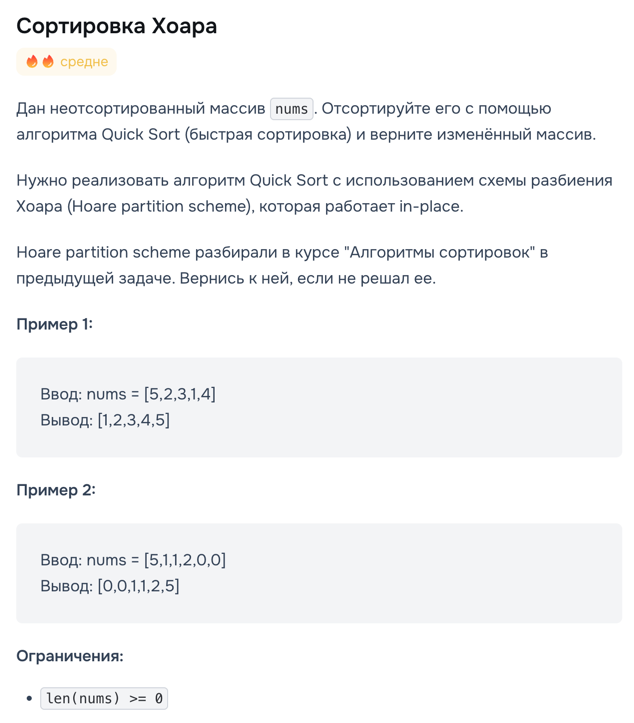 Сортировка Хоара
средне
Дан неотсортированный массив nums. Отсортируйте его с помощью
алгоритма Quick Sort (быстрая сортировка) и верните изменённый массив.
Нужно реализовать алгоритм Quick Sort с использованием схемы разбиения
Хоара (Hoare partition scheme), которая работает in-place.
Hoare partition scheme разбирали в курсе "Алгоритмы сортировок" в
предыдущей задаче. Вернись к ней, если не решал ее.
Пример 1:
Ввод: nums = [5,2,3,1,4]
Вывод: [1,2,3,4,5]
Пример 2:
Ввод: nums = [5,1,1,2,0,0]
Вывод: [0,0,1,1,2,5]
Ограничения:
• len(nums) >= 0